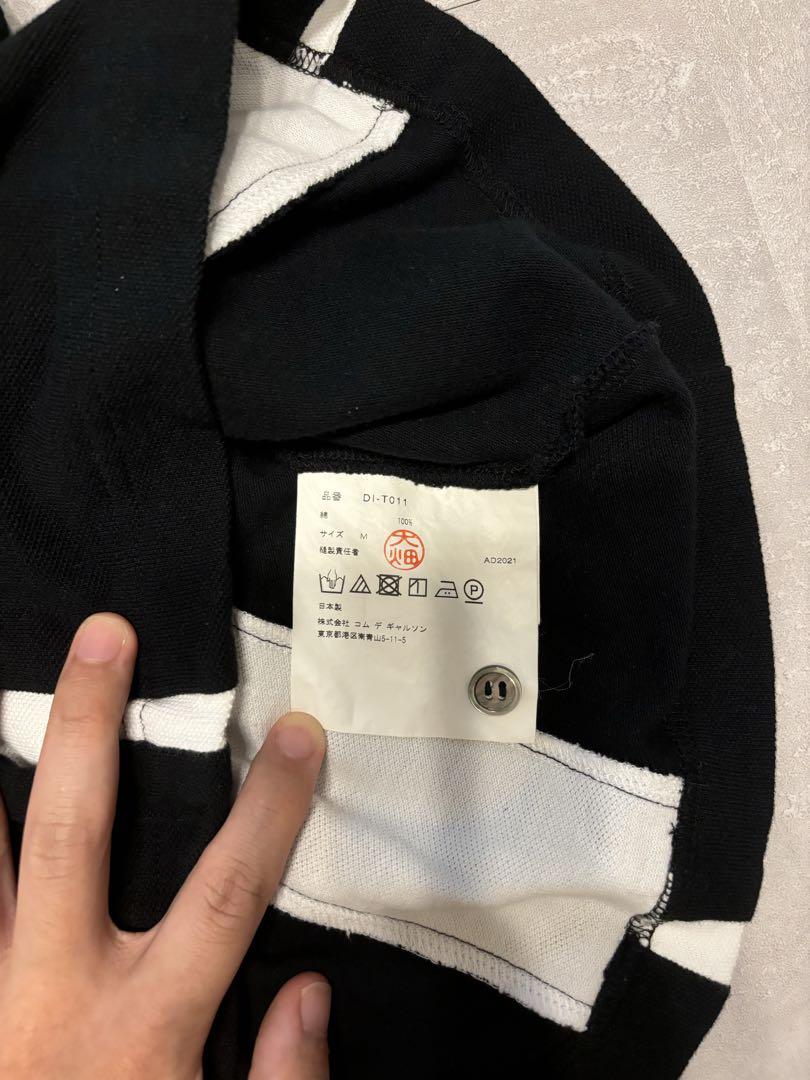 品番 DI-T011
綿 100%
サイズ M
縫製責任者 大畑 AD2021
P
日本製
株式会社 コム デ ギャルソン
東京都港区南青山5-11-5